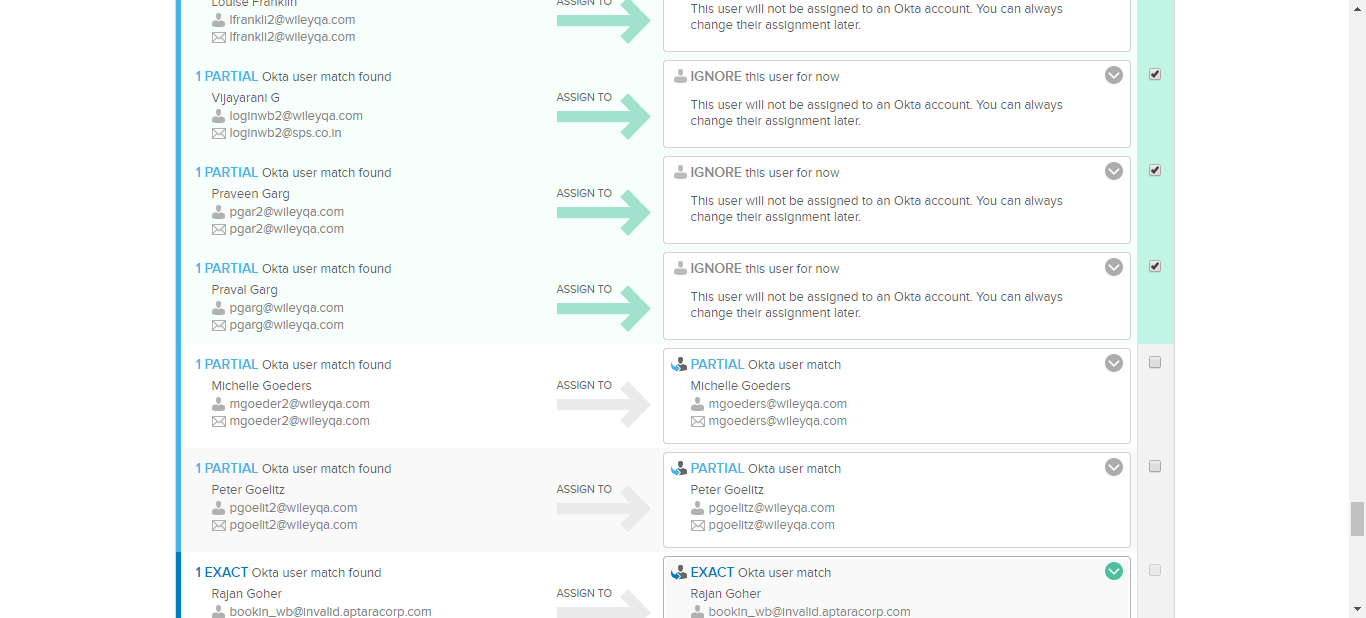 Louise Franklin
lfrankli2@wileyqa.com
lfrankli2@wileyqa.com
ASSIGN TO
This user will not be assigned to an Okta account. You can always
change their assignment later.
1 PARTIAL Okta user match found
Vijayarani G
loginwb2@wileyqa.com
loginwb2@sps.co.in
ASSIGN TO
IGNORE this user for now
This user will not be assigned to an Okta account. You can always
change their assignment later.
1 PARTIAL Okta user match found
Praveen Garg
pgar2@wileyqa.com
pgar2@wileyqa.com
ASSIGN TO
IGNORE this user for now
This user will not be assigned to an Okta account. You can always
change their assignment later.
1 PARTIAL Okta user match found
Praval Garg
pgarg@wileyqa.com
pgarg@wileyqa.com
ASSIGN TO
IGNORE this user for now
This user will not be assigned to an Okta account. You can always
change their assignment later.
1 PARTIAL Okta user match found
Michelle Goeders
mgoeder2@wileyqa.com
mgoeder2@wileyqa.com
ASSIGN TO
PARTIAL Okta user match
Michelle Goeders
mgoeders@wileyqa.com
mgoeders@wileyqa.com
1 PARTIAL Okta user match found
Peter Goelitz
pgoelit2@wileyqa.com
pgoelit2@wileyqa.com
ASSIGN TO
PARTIAL Okta user match
Peter Goelitz
pgoelitz@wileyqa.com
pgoelitz@wileyqa.com
1 EXACT Okta user match found
Rajan Goher
bookin_wb@invalid.aptaracorp.com
ASSIGN TO
EXACT Okta user match
Rajan Goher
bookin_wb@invalid.aptaracorp.com